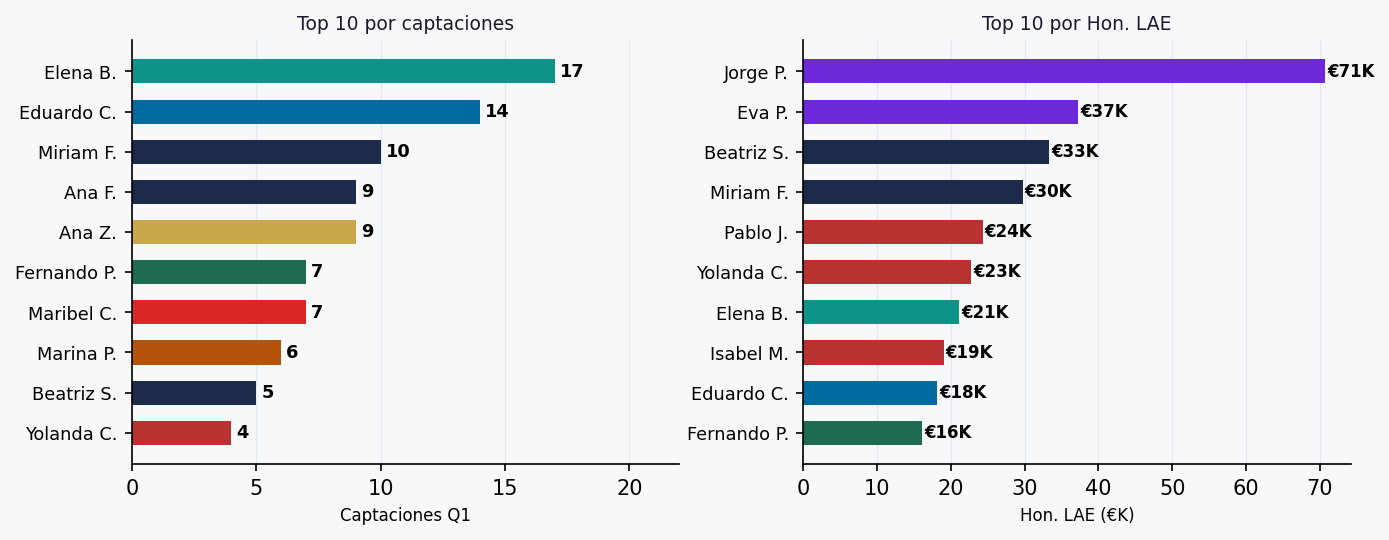 Top 10 por captaciones
Elena B. 17
Eduardo C. 14
Miriam F. 10
Ana F. 9
Ana Z. 9
Fernando P. 7
Maribel C. 7
Marina P. 6
Beatriz S. 5
Yolanda C. 4
0 5 10 15 20
Captaciones Q1
Top 10 por Hon. LAE
Jorge P. €71K
Eva P. €37K
Beatriz S. €33K
Miriam F. €30K
Pablo J. €24K
Yolanda C. €23K
Elena B. €21K
Isabel M. €19K
Eduardo C. €18K
Fernando P. €16K
0 10 20 30 40 50 60 70
Hon. LAE (€K)